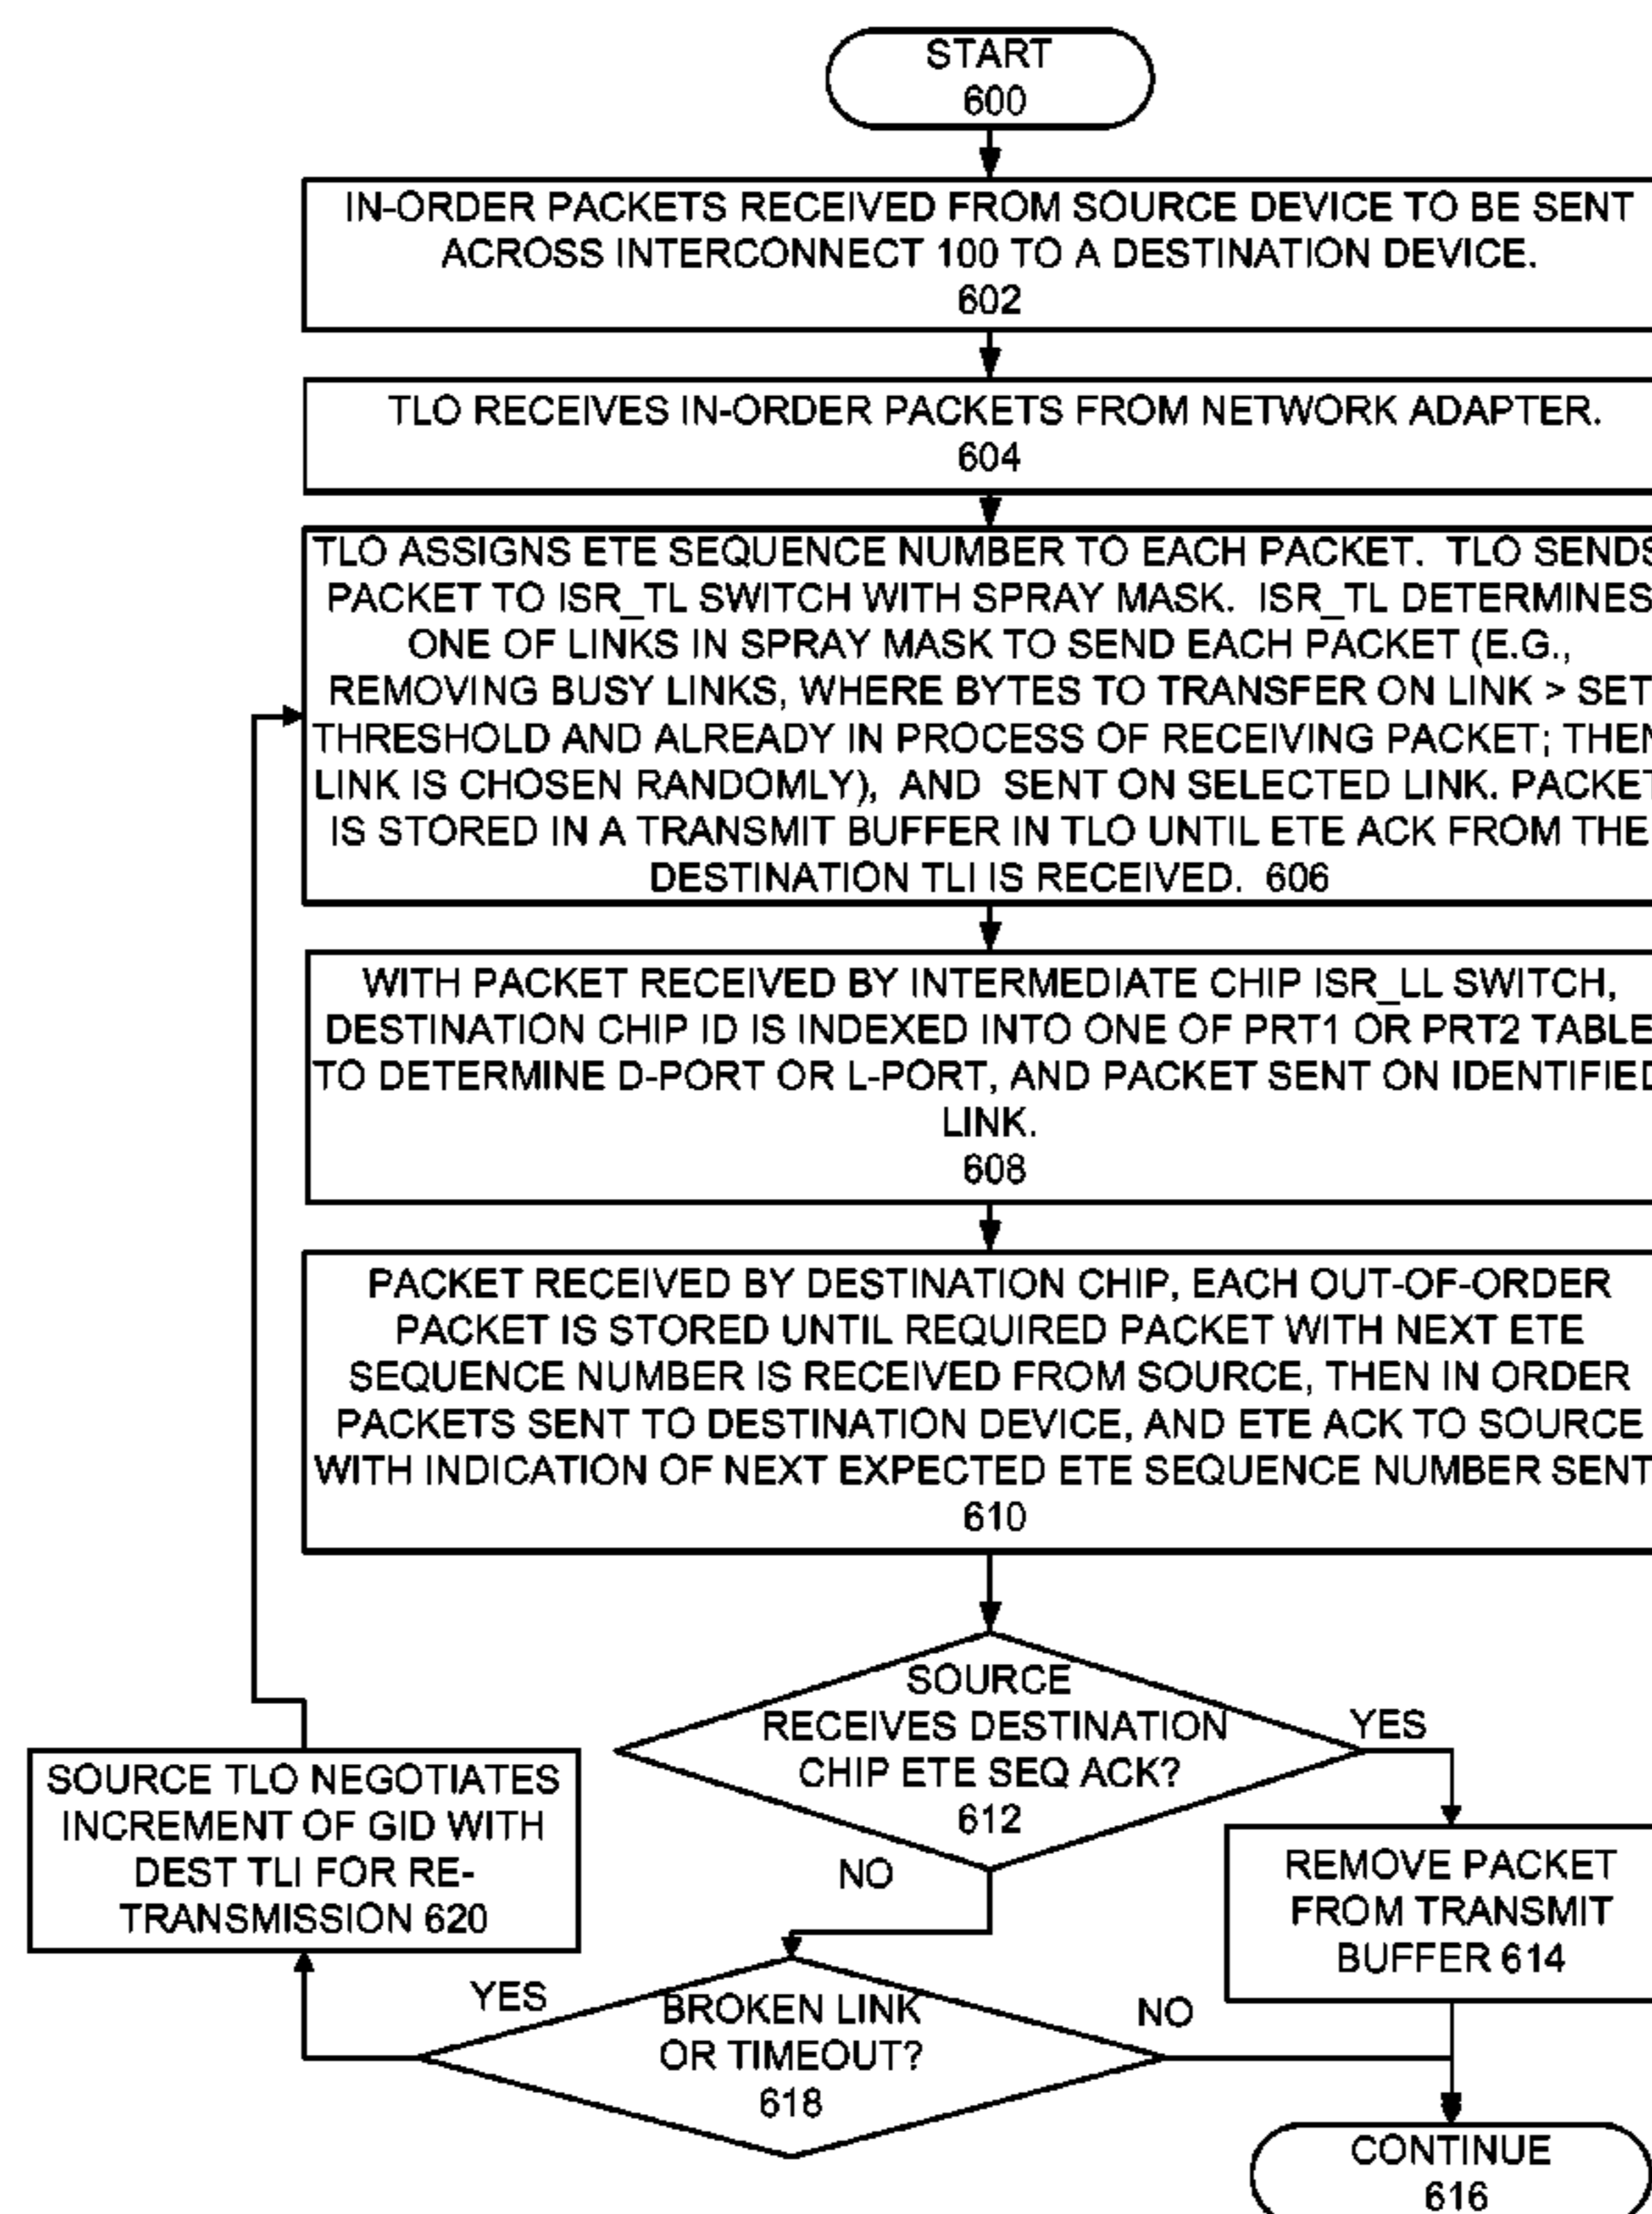 START
600
IN-ORDER PACKETS RECEIVED FROM SOURCE DEVICE TO BE SENT
ACROSS INTERCONNECT 100 TO A DESTINATION DEVICE.
602
TLO RECEIVES IN-ORDER PACKETS FROM NETWORK ADAPTER.
604
TLO ASSIGNS ETE SEQUENCE NUMBER TO EACH PACKET. TLO SENDS
PACKET TO ISR_TL SWITCH WITH SPRAY MASK. ISR_TL DETERMINES
ONE OF LINKS IN SPRAY MASK TO SEND EACH PACKET (E.G.,
REMOVING BUSY LINKS, WHERE BYTES TO TRANSFER ON LINK > SET
THRESHOLD AND ALREADY IN PROCESS OF RECEIVING PACKET; THEN
LINK IS CHOSEN RANDOMLY), AND SENT ON SELECTED LINK. PACKET
IS STORED IN A TRANSMIT BUFFER IN TLO UNTIL ETE ACK FROM THE
DESTINATION TLI IS RECEIVED. 606
WITH PACKET RECEIVED BY INTERMEDIATE CHIP ISR_LL SWITCH,
DESTINATION CHIP ID IS INDEXED INTO ONE OF PRT1 OR PRT2 TABLE
TO DETERMINE D-PORT OR L-PORT, AND PACKET SENT ON IDENTIFIED
LINK.
608
PACKET RECEIVED BY DESTINATION CHIP, EACH OUT-OF-ORDER
PACKET IS STORED UNTIL REQUIRED PACKET WITH NEXT ETE
SEQUENCE NUMBER IS RECEIVED FROM SOURCE, THEN IN ORDER
PACKETS SENT TO DESTINATION DEVICE, AND ETE ACK TO SOURCE
WITH INDICATION OF NEXT EXPECTED ETE SEQUENCE NUMBER SENT
610
SOURCE
RECEIVES DESTINATION
CHIP ETE SEQ ACK?
612
YES
NO
SOURCE TLO NEGOTIATES
INCREMENT OF GID WITH
DEST TLI FOR RE-
TRANSMISSION 620
REMOVE PACKET
FROM TRANSMIT
BUFFER 614
YES
BROKEN LINK
OR TIMEOUT?
618
NO
CONTINUE
616